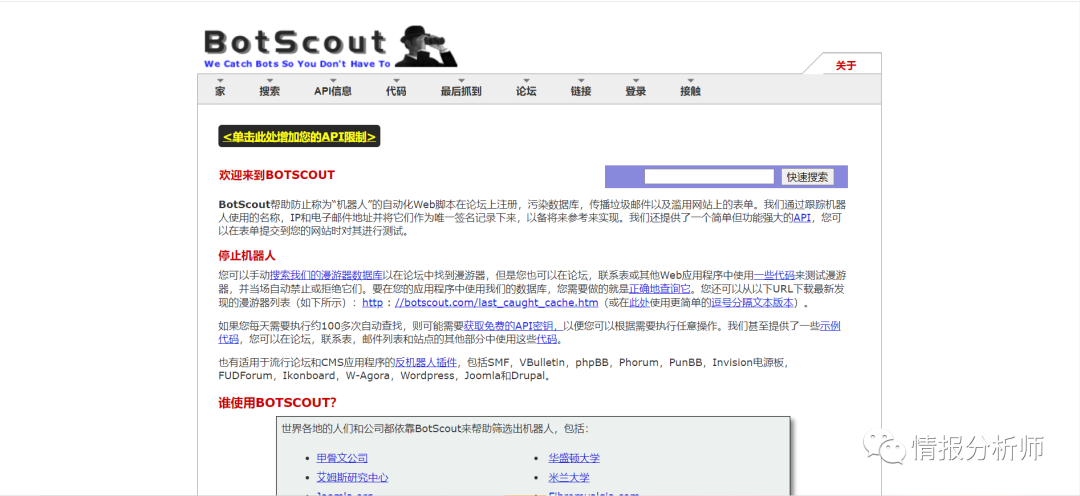 BotScout
We Catch Bots So You Don't Have To
关于
家 搜索 API信息 代码 最后抓到 论坛 链接 登录 接触
<单击此处增加您的API限制>
欢迎来到BOTSCOUT
快速搜索
BotScout帮助防止称为“机器人”的自动化Web脚本在论坛上注册，污染数据库，传播垃圾邮件以及滥用网站上的表单。我们通过跟踪机器
人使用的名称，IP和电子邮件地址并将它们作为唯一签名记录下来，以备将来参考来实现。我们还提供了一个简单但功能强大的API，您可
以在表单提交到您的网站时对其进行测试。
停止机器人
您可以手动搜索我们的漫游器数据库以在论坛中找到漫游器，但是您也可以在论坛，联系表或其他Web应用程序中使用一些代码来测试漫游
器，并当场自动禁止或拒绝它们。要在您的应用程序中使用我们的数据库，您需要做的就是正确地查询它。您还可以从以下URL下载最新发
现的漫游器列表（如下所示）：http：//botscout.com/last_caught_cache.htm（或在此处使用更简单的逗号分隔文本版本）。
如果您每天需要执行约100多次自动查找，则可能需要获取免费的API密钥，以便您可以根据需要执行任意操作。我们甚至提供了一些示例
代码，您可以在论坛，联系表，邮件列表和站点的其他部分中使用这些代码。
也有适用于流行论坛和CMS应用程序的反机器人插件，包括SMF，VBulletin，phpBB，Phorum，PunBB，Invision电源板，
FUDForum，Ikonboard，W-Agora，Wordpress，Joomla和Drupal。
谁使用BOTSCOUT？
世界各地的人们和公司都依靠BotScout来帮助筛选出机器人，包括：
甲骨文公司
华盛顿大学
艾姆斯研究中心
米兰大学
Joomla.org
Fibromyalgia.com
情报分析师